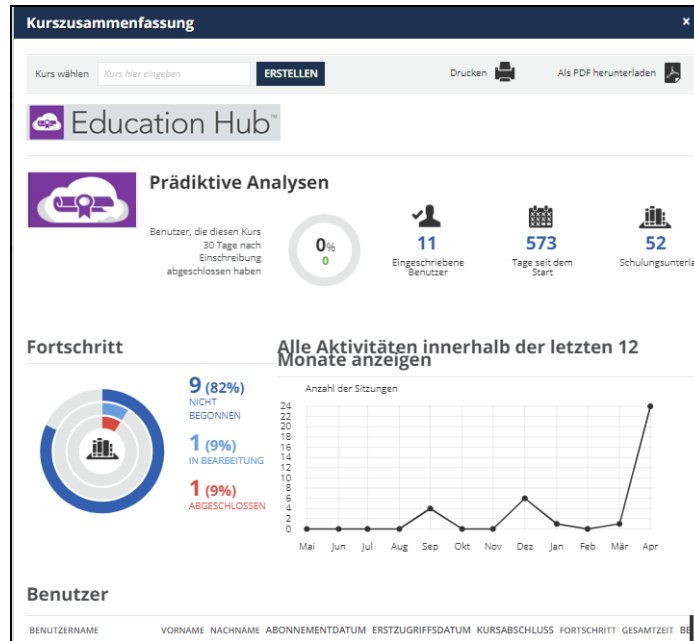 Kurszusammenfassung ×
Kurs wählen Kurs hier eingeben ERSTELLEN Drucken Als PDF herunterladen
Education Hub™
Prädiktive Analysen
Benutzer, die diesen Kurs
30 Tage nach
Einschreibung
abgeschlossen haben
0%
0
11
Eingeschriebene
Benutzer
573
Tage seit dem
Start
52
Schulungsunterla
Fortschritt
9 (82%)
NICHT
BEGONNEN
1 (9%)
IN BEARBEITUNG
1 (9%)
ABGESCHLOSSEN
Alle Aktivitäten innerhalb der letzten 12
Monate anzeigen
Anzahl der Sitzungen
24
22
20
18
16
14
12
10
8
6
4
2
0
Mai Jun Jul Aug Sep Okt Nov Dez Jan Feb Mär Apr
Benutzer
BENUTZERNAME VORNAME NACHNAME ABONNEMENTDATUM ERSTZUGRIFFSDATUM KURSABSCHLUSS FORTSCHRITT GESAMTZEIT BE